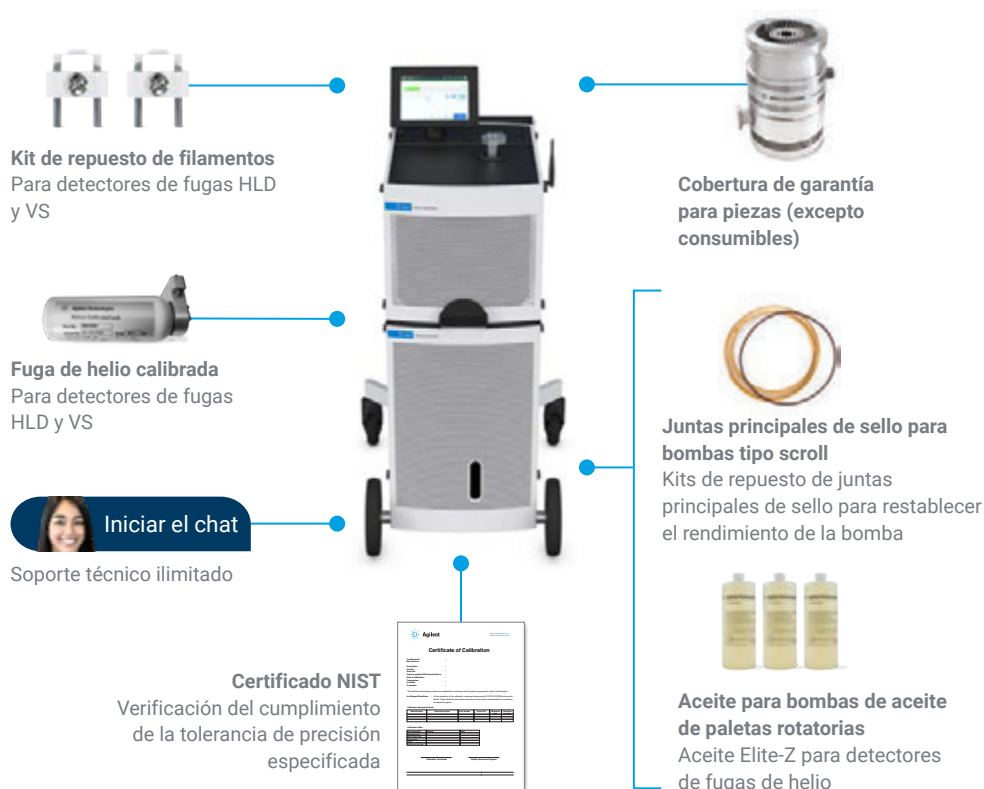 Kit de repuesto de filamentos
Para detectores de fugas HLD
y VS
Cobertura de garantía
para piezas (excepto
consumibles)
Agilent Technologies
Fuga de helio calibrada
Para detectores de fugas
HLD y VS
Juntas principales de sello para
bombas tipo scroll
Kits de repuesto de juntas
principales de sello para restablecer
el rendimiento de la bomba
Iniciar el chat
Soporte técnico ilimitado
Agilent
Certificate of Calibration
Certificado NIST
Verificación del cumplimiento
de la tolerancia de precisión
especificada
Aceite para bombas de aceite
de paletas rotatorias
Aceite Elite-Z para detectores
de fugas de helio